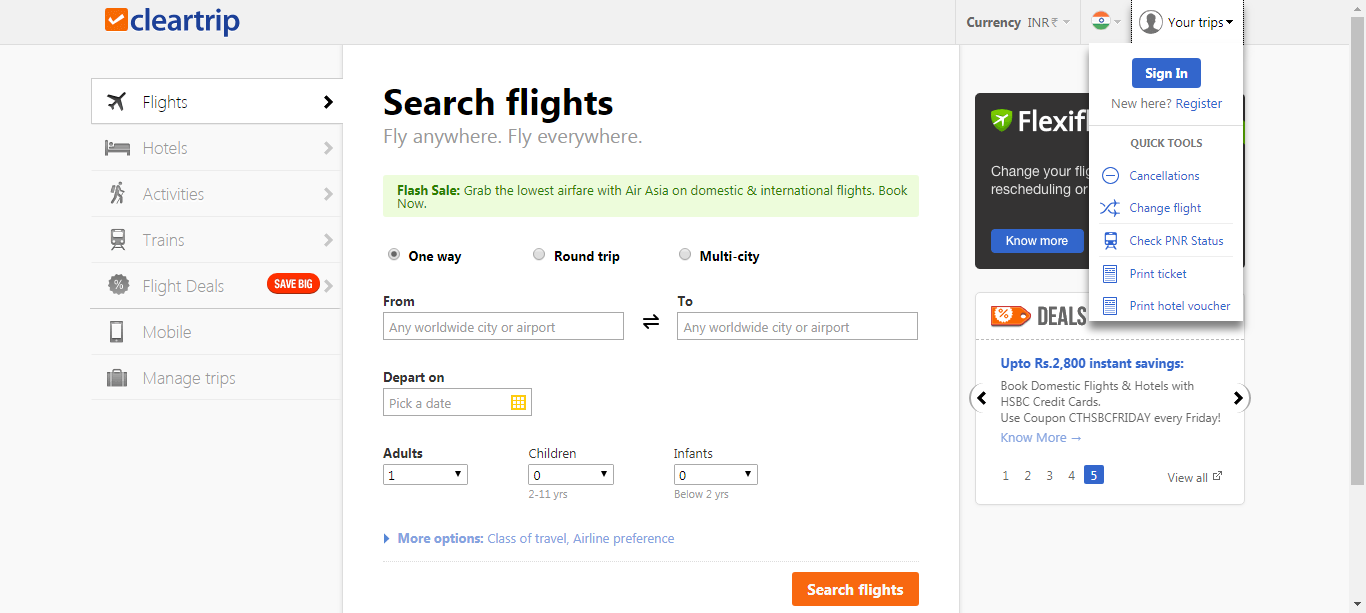 cleartrip
Currency INR ₹
Your trips
Sign In
New here? Register
QUICK TOOLS
Cancellations
Change flight
Check PNR Status
Print ticket
Print hotel voucher
Flights
Hotels
Activities
Trains
Flight Deals SAVE BIG
Mobile
Manage trips
Search flights
Fly anywhere. Fly everywhere.
Flash Sale: Grab the lowest airfare with Air Asia on domestic & international flights. Book
Now.
One way Round trip Multi-city
From To
Any worldwide city or airport Any worldwide city or airport
Depart on
Pick a date
Adults Children Infants
1 0 0
2-11 yrs Below 2 yrs
More options: Class of travel, Airline preference
Search flights
Change your
rescheduling or
Know more
% DEALS
Upto Rs.2,800 instant savings:
Book Domestic Flights & Hotels with
HSBC Credit Cards.
Use Coupon CTHSBCFRIDAY every Friday!
Know More →
1 2 3 4 5 View all